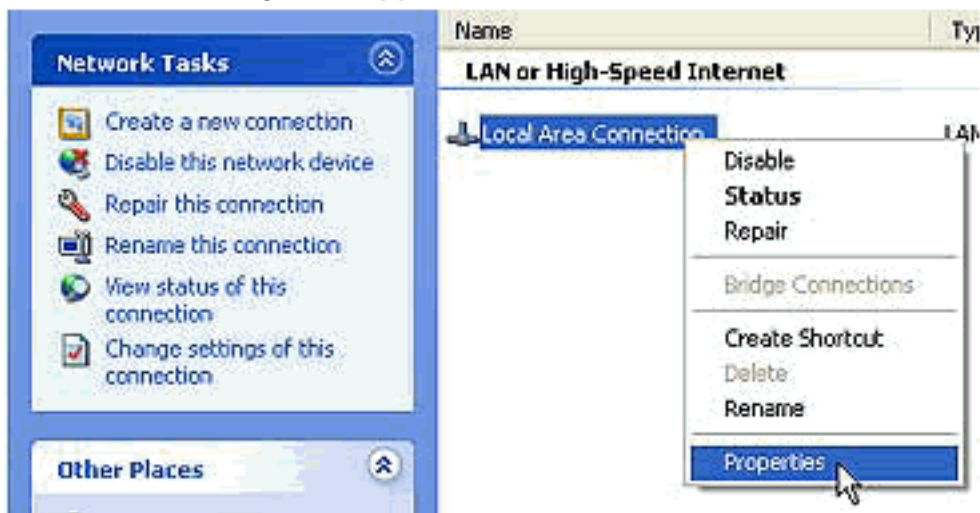 Network Tasks
Create a new connection
Disable this network device
Repair this connection
Rename this connection
View status of this
connection
Change settings of this
connection
Other Places
Name
LAN or High-Speed Internet
Local Area Connection
Disable
Status
Repair
Bridge Connections
Create Shortcut
Delete
Rename
Properties